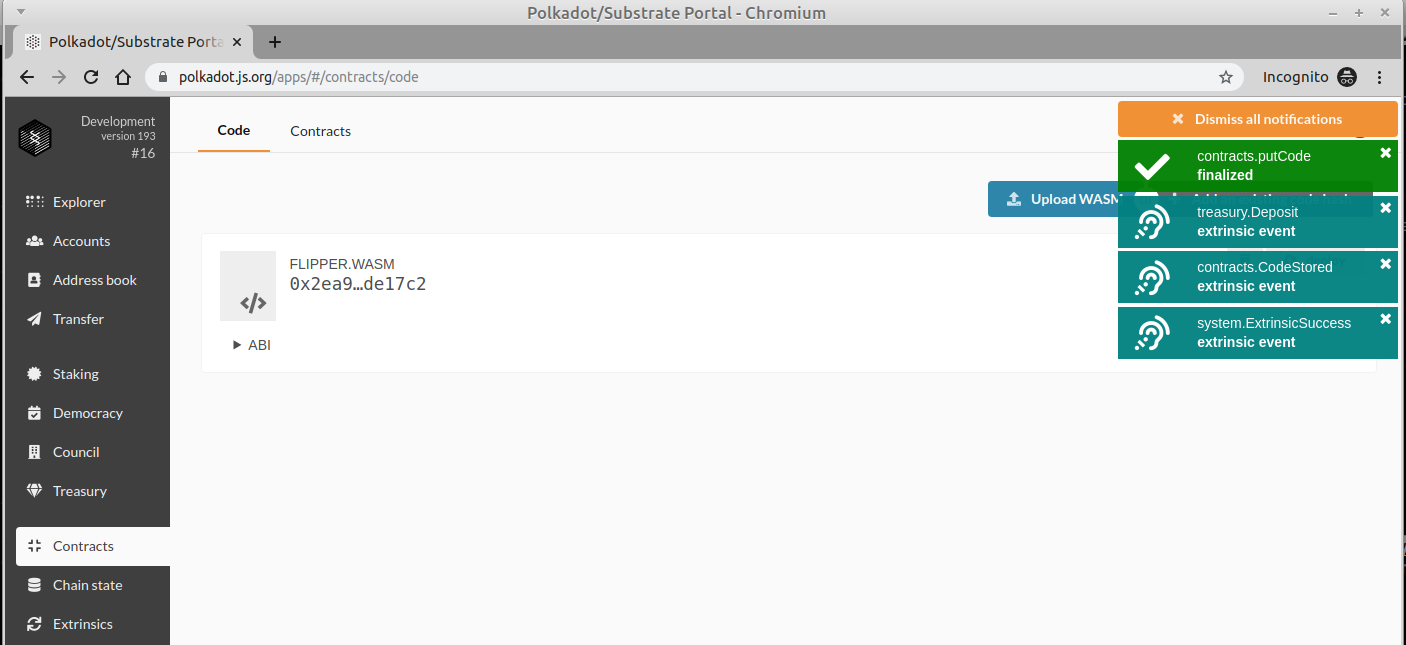 Polkadot/Substrate Portal - Chromium
Polkadot/Substrate Porta
polkadot.js.org/apps/#/contracts/code
Incognito
Development
version 193
#16
Explorer
Accounts
Address book
Transfer
Staking
Democracy
Council
Treasury
Contracts
Chain state
Extrinsics
Code
Contracts
Upload WASM
FLIPPER.WASM
0x2ea9…de17c2
ABI
Dismiss all notifications
contracts.putCode
finalized
treasury.Deposit
extrinsic event
contracts.CodeStored
extrinsic event
system.ExtrinsicSuccess
extrinsic event